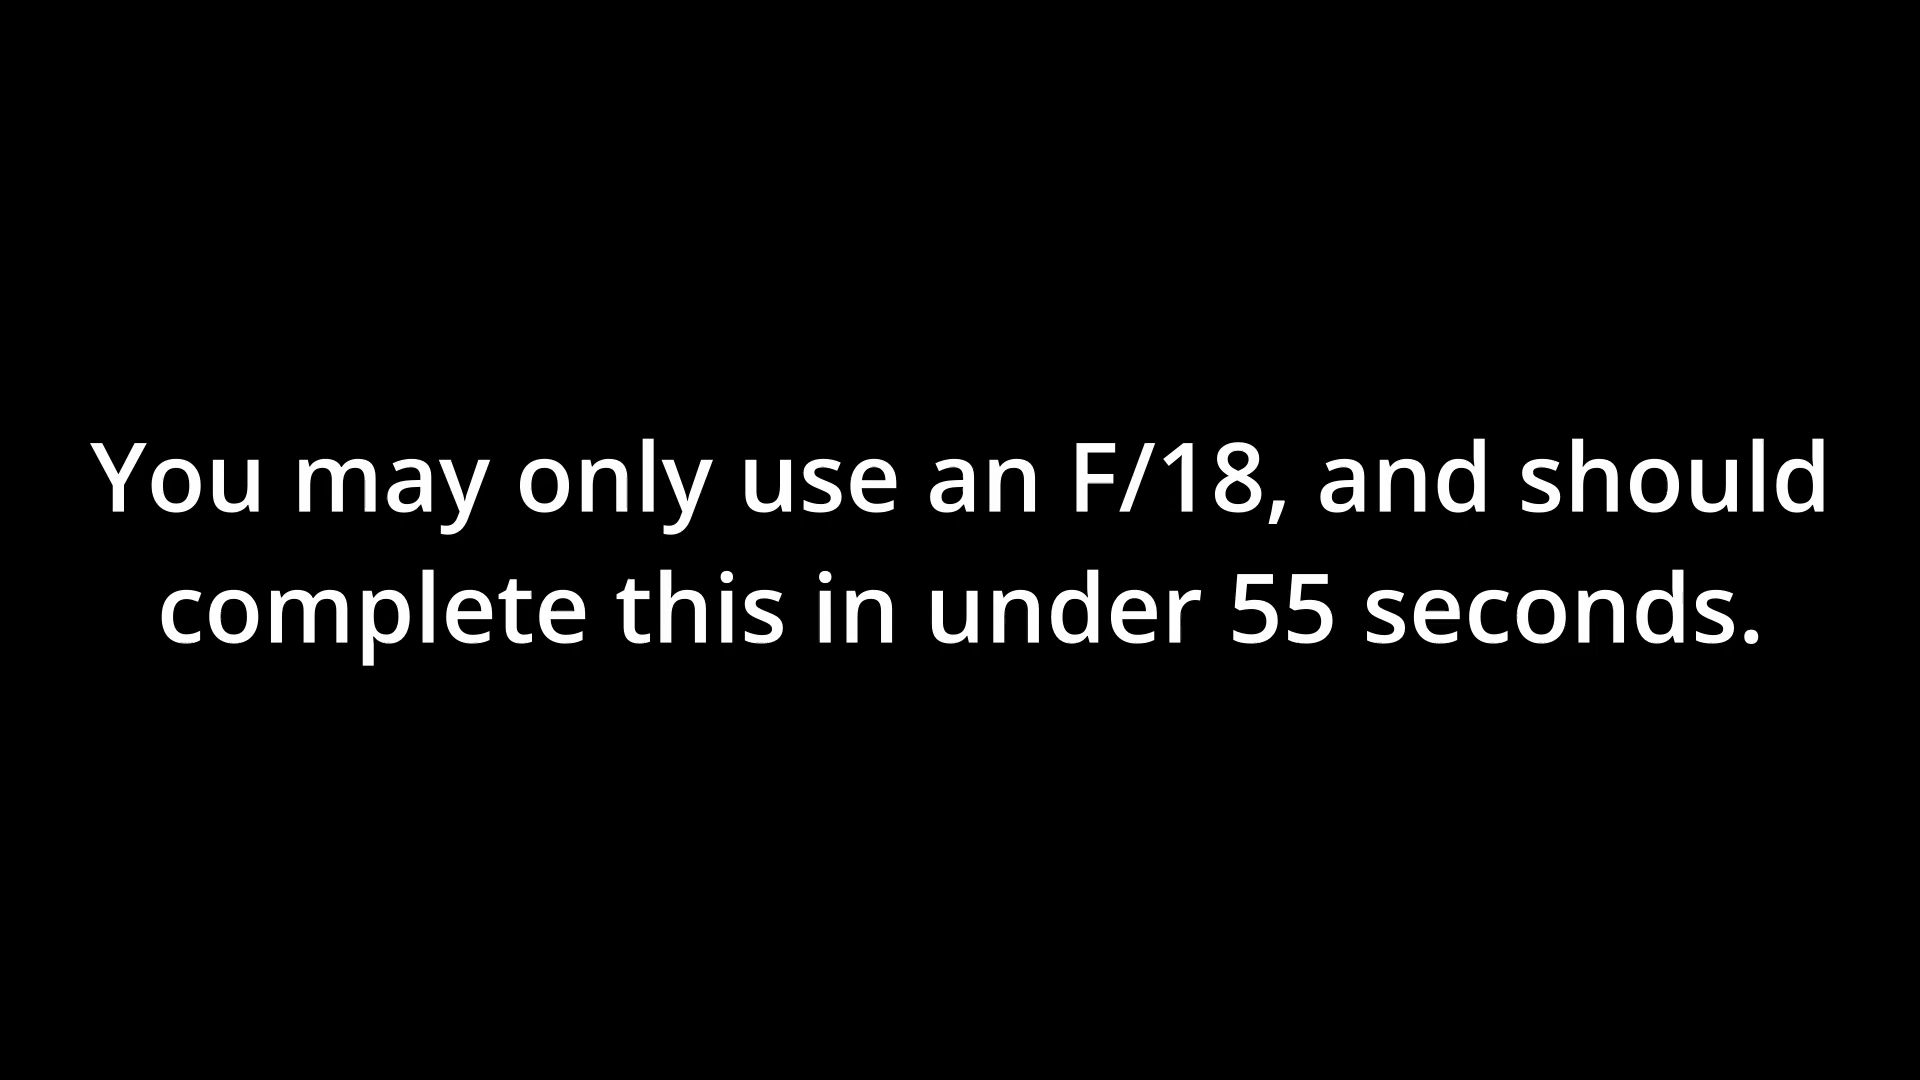 You may only use an F/18, and should
complete this in under 55 seconds.